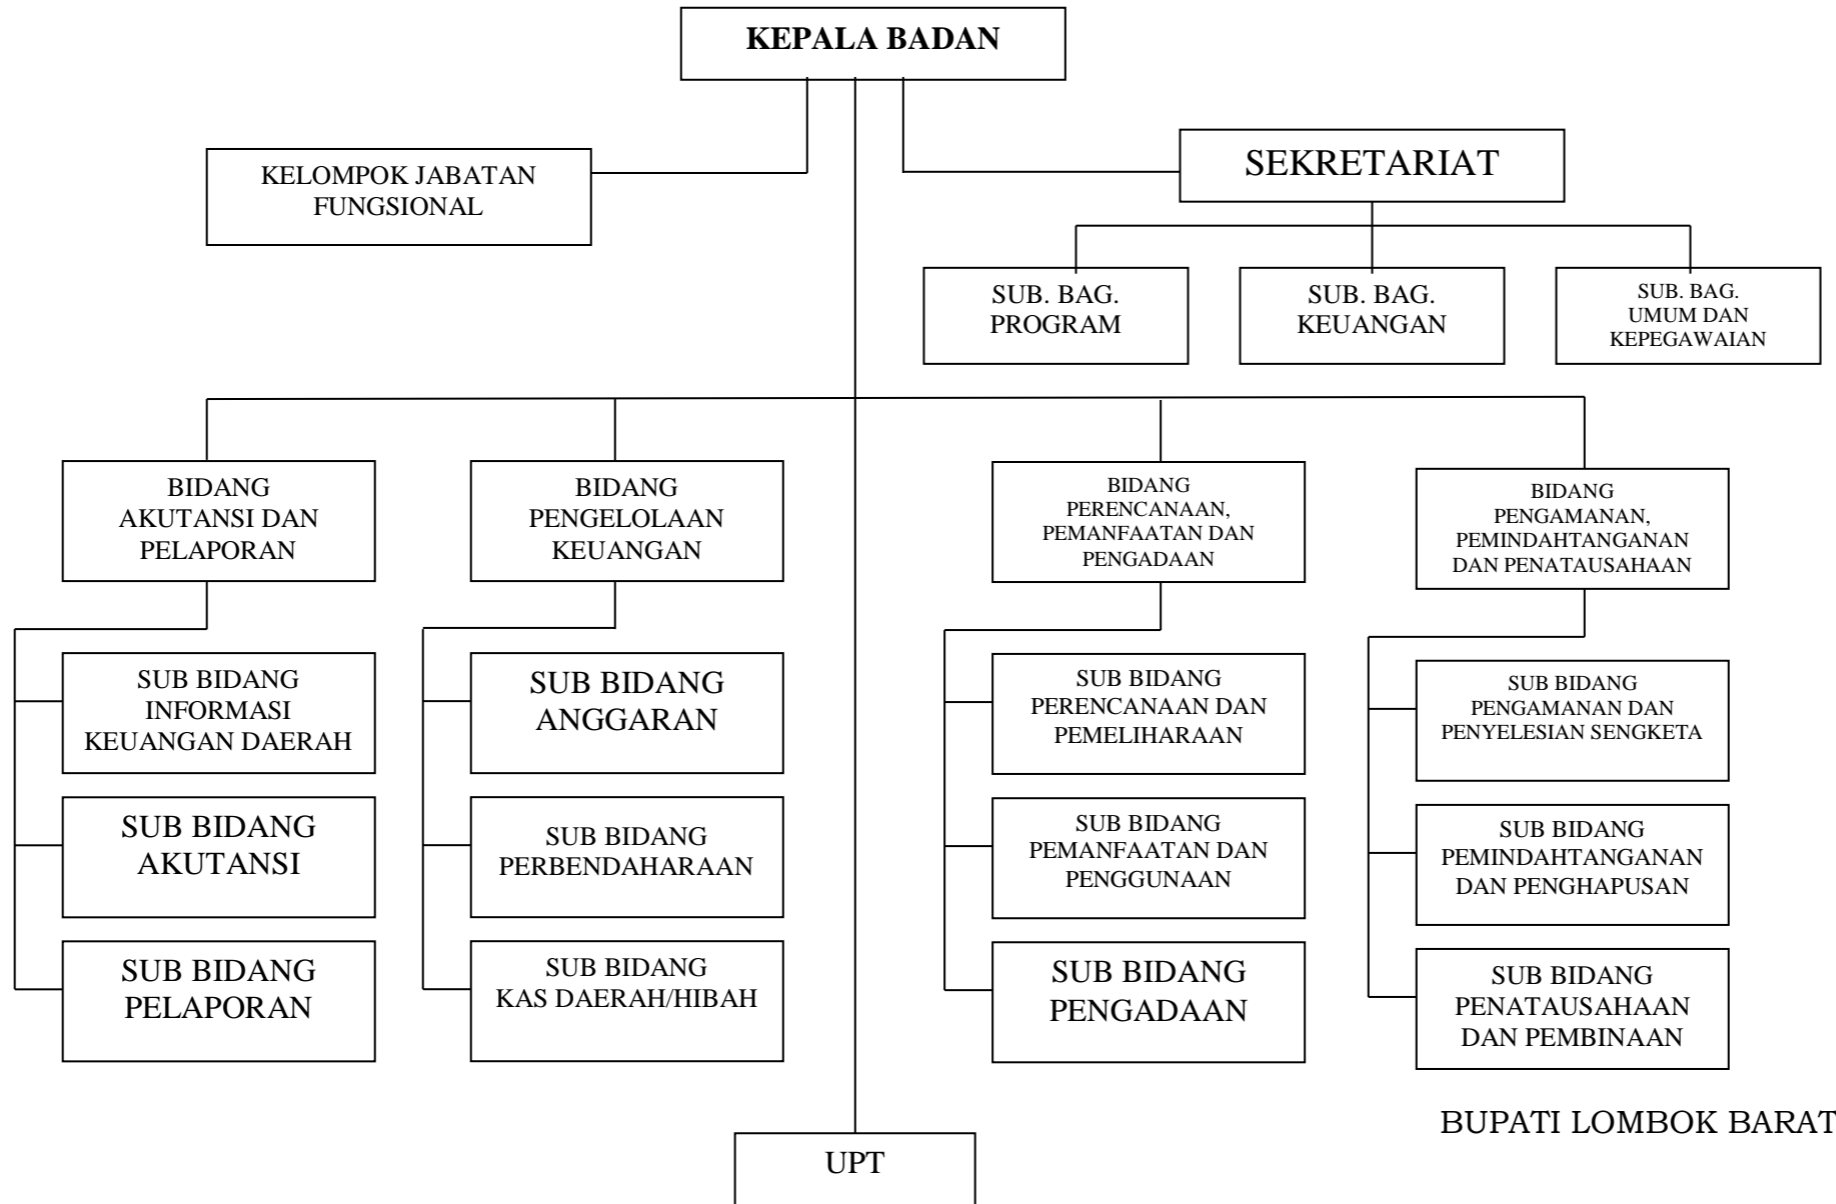 KEPALA BADAN
KELOMPOK JABATAN
FUNGSIONAL
SEKRETARIAT
SUB. BAG.
PROGRAM
SUB. BAG.
KEUANGAN
SUB. BAG.
UMUM DAN
KEPEGAWAIAN
BIDANG
AKUTANSI DAN
PELAPORAN
BIDANG
PENGELOLAAN
KEUANGAN
BIDANG
PERENCANAAN,
PEMANFAATAN DAN
PENGADAAN
BIDANG
PENGAMANAN,
PEMINDAHTANGANAN
DAN PENATAUSAHAAN
SUB BIDANG
INFORMASI
KEUANGAN DAERAH
SUB BIDANG
ANGGARAN
SUB BIDANG
PERENCANAAN DAN
PEMELIHARAAN
SUB BIDANG
PENGAMANAN DAN
PENYELESIAN SENGKETA
SUB BIDANG
AKUTANSI
SUB BIDANG
PERBENDAHARAAN
SUB BIDANG
PEMANFAATAN DAN
PENGGUNAAN
SUB BIDANG
PEMINDAHTANGANAN
DAN PENGHAPUSAN
SUB BIDANG
PELAPORAN
SUB BIDANG
KAS DAERAH/HIBAH
SUB BIDANG
PENGADAAN
SUB BIDANG
PENATAUSAHAAN
DAN PEMBINAAN
BUPATI LOMBOK BARAT
UPT